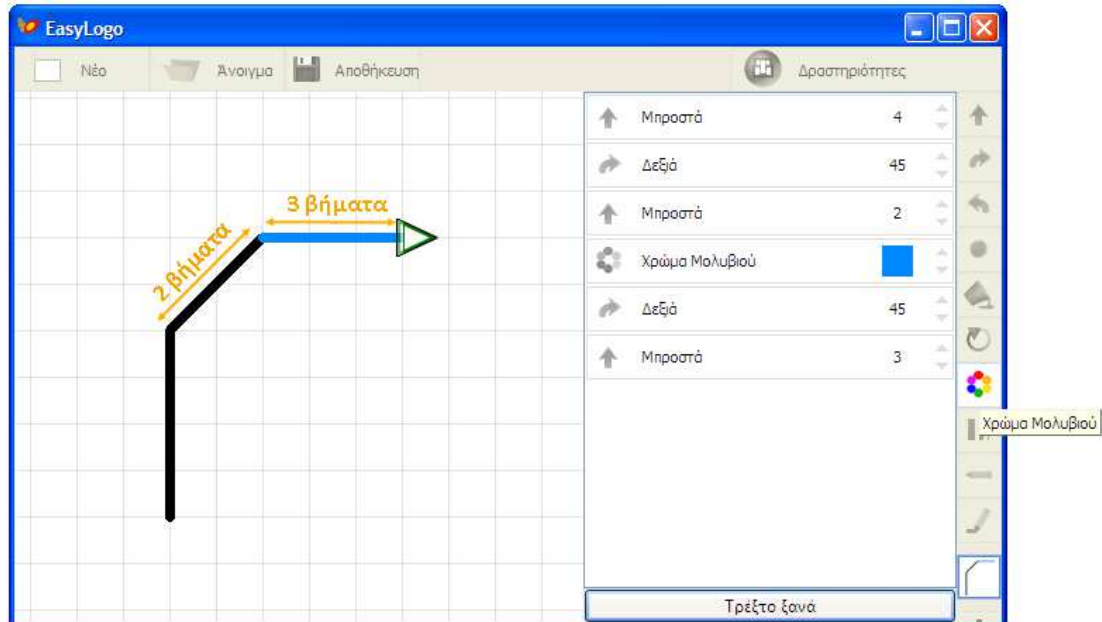 EasyLogo
Νέο
Άνοιγμα
Αποθήκευση
Δραστηριότητες
Μπροστά 4
Δεξιά 45
Μπροστά 2
Χρώμα Μολυβιού
Δεξιά 45
Μπροστά 3
3 βήματα
2 βήματα
Χρώμα Μολυβιού
Τρέξτο ξανά